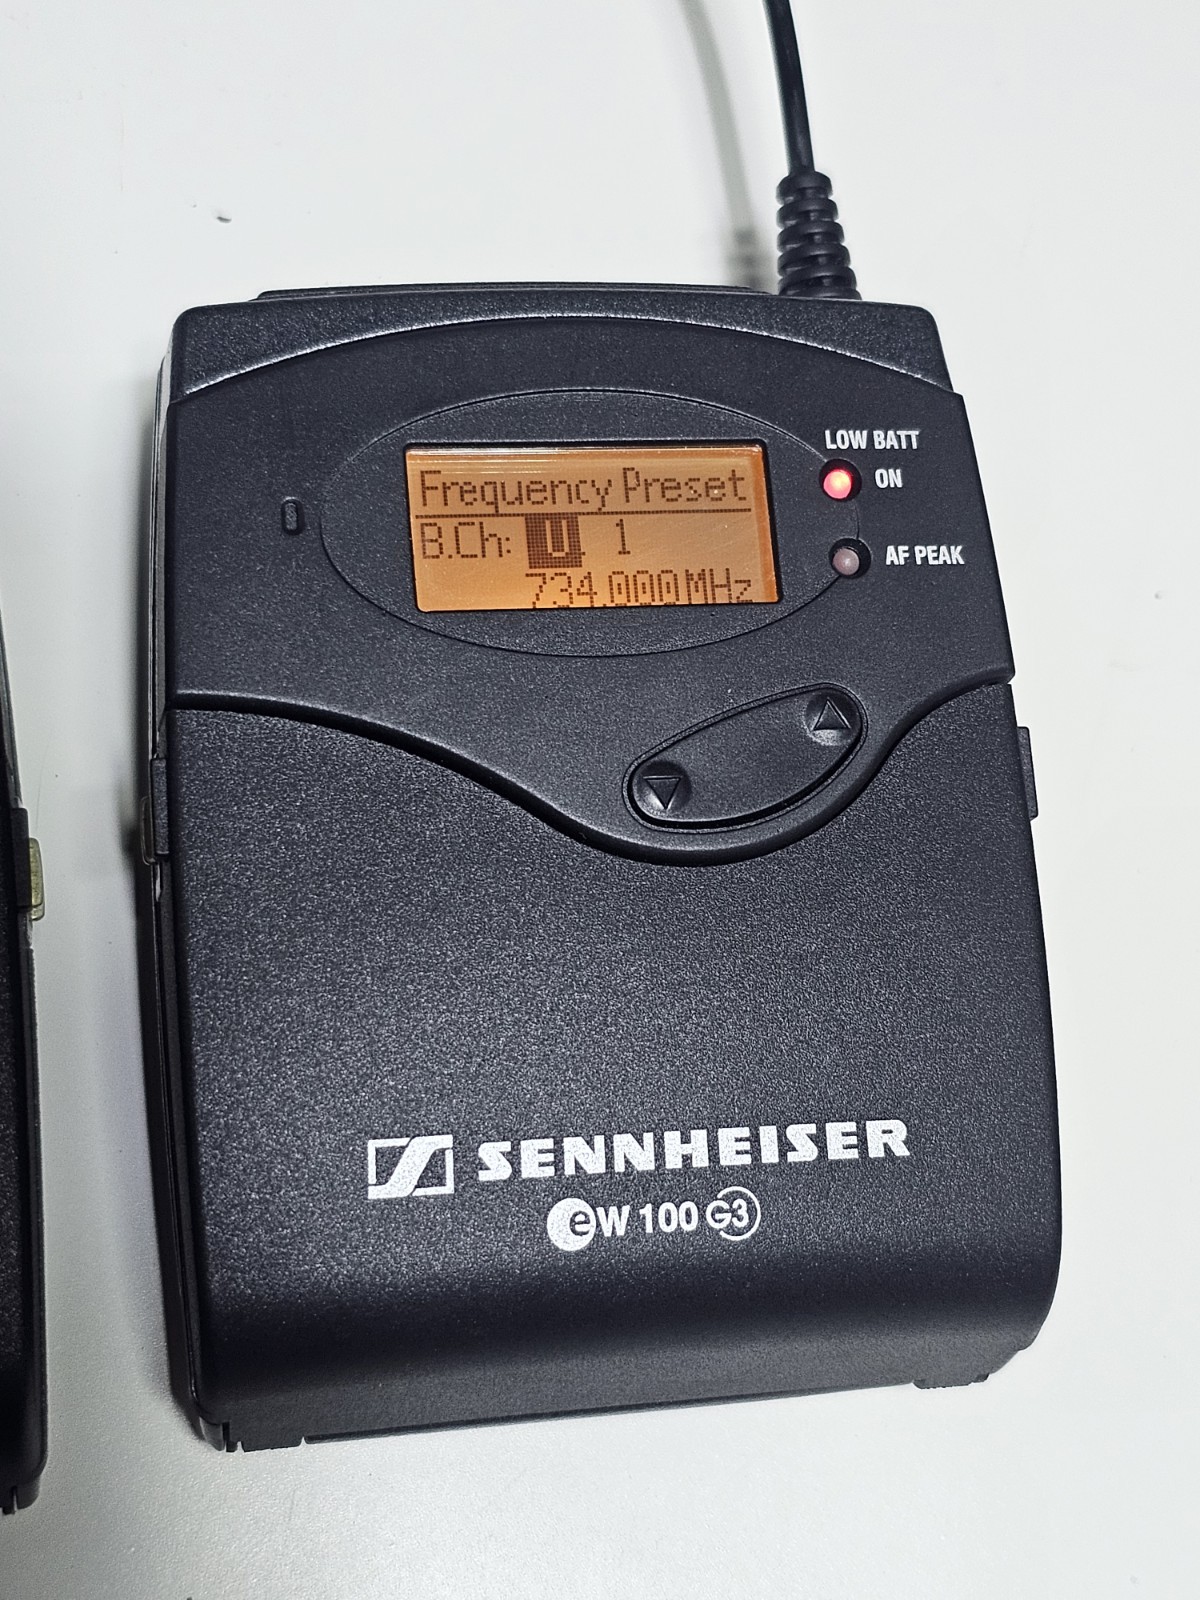 Frequency Preset
B.Ch: U. 1
734.000MHz
LOW BATT
ON
AF PEAK
SENNHEISER
ew 100 G3